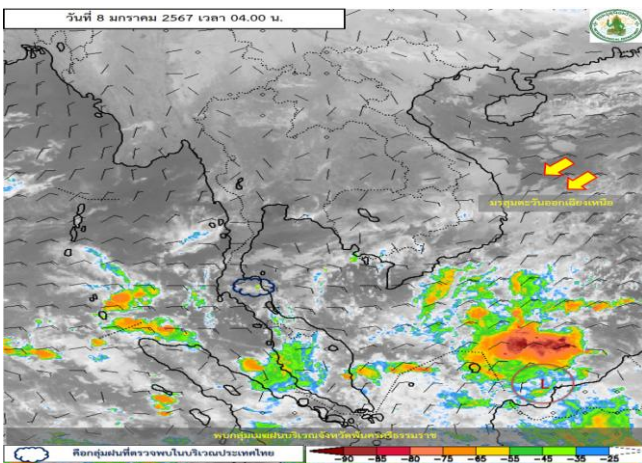 วันที่ 8 มกราคม 2567 เวลา 04.00 น.
มรสุมตะวันออกเฉียงเหนือ
L
พบกลุ่มเมฆฝนบริเวณจังหวัดนครศรีธรรมราช
คือกลุ่มฝนที่ตรวจพบในบริเวณประเทศไทย
-90 -85 -80 -75 -65 -55 -45 -35 -25